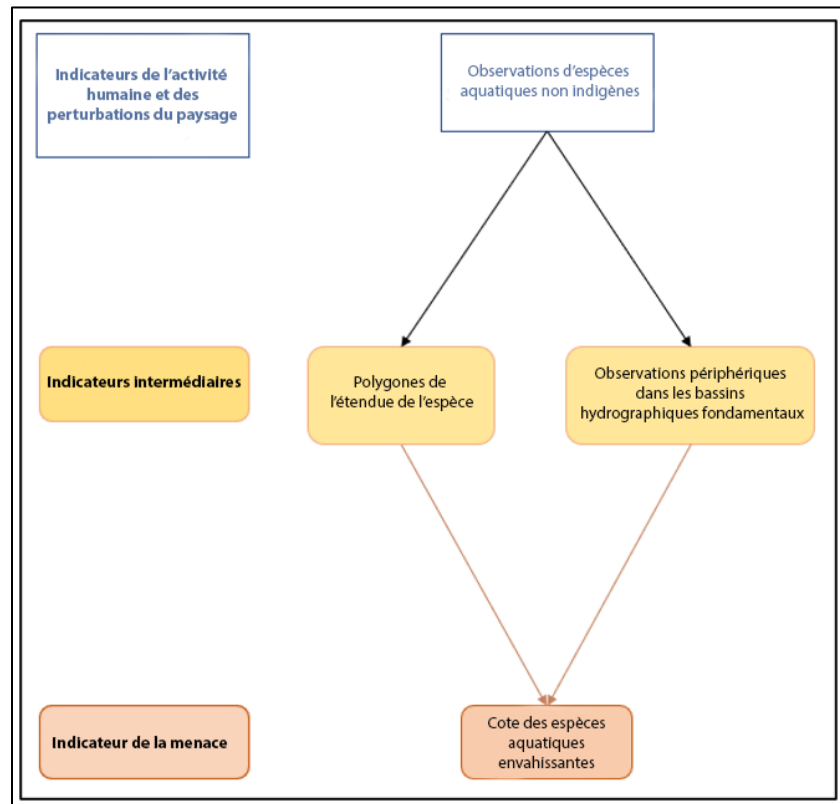 Indicateurs de l'activité
humaine et des
perturbations du paysage
Observations d'espèces
aquatiques non indigènes
Indicateurs intermédiaires
Polygones de
l'étendue de l'espèce
Observations périphériques
dans les bassins
hydrographiques fondamentaux
Indicateur de la menace
Cote des espèces
aquatiques
envahissantes